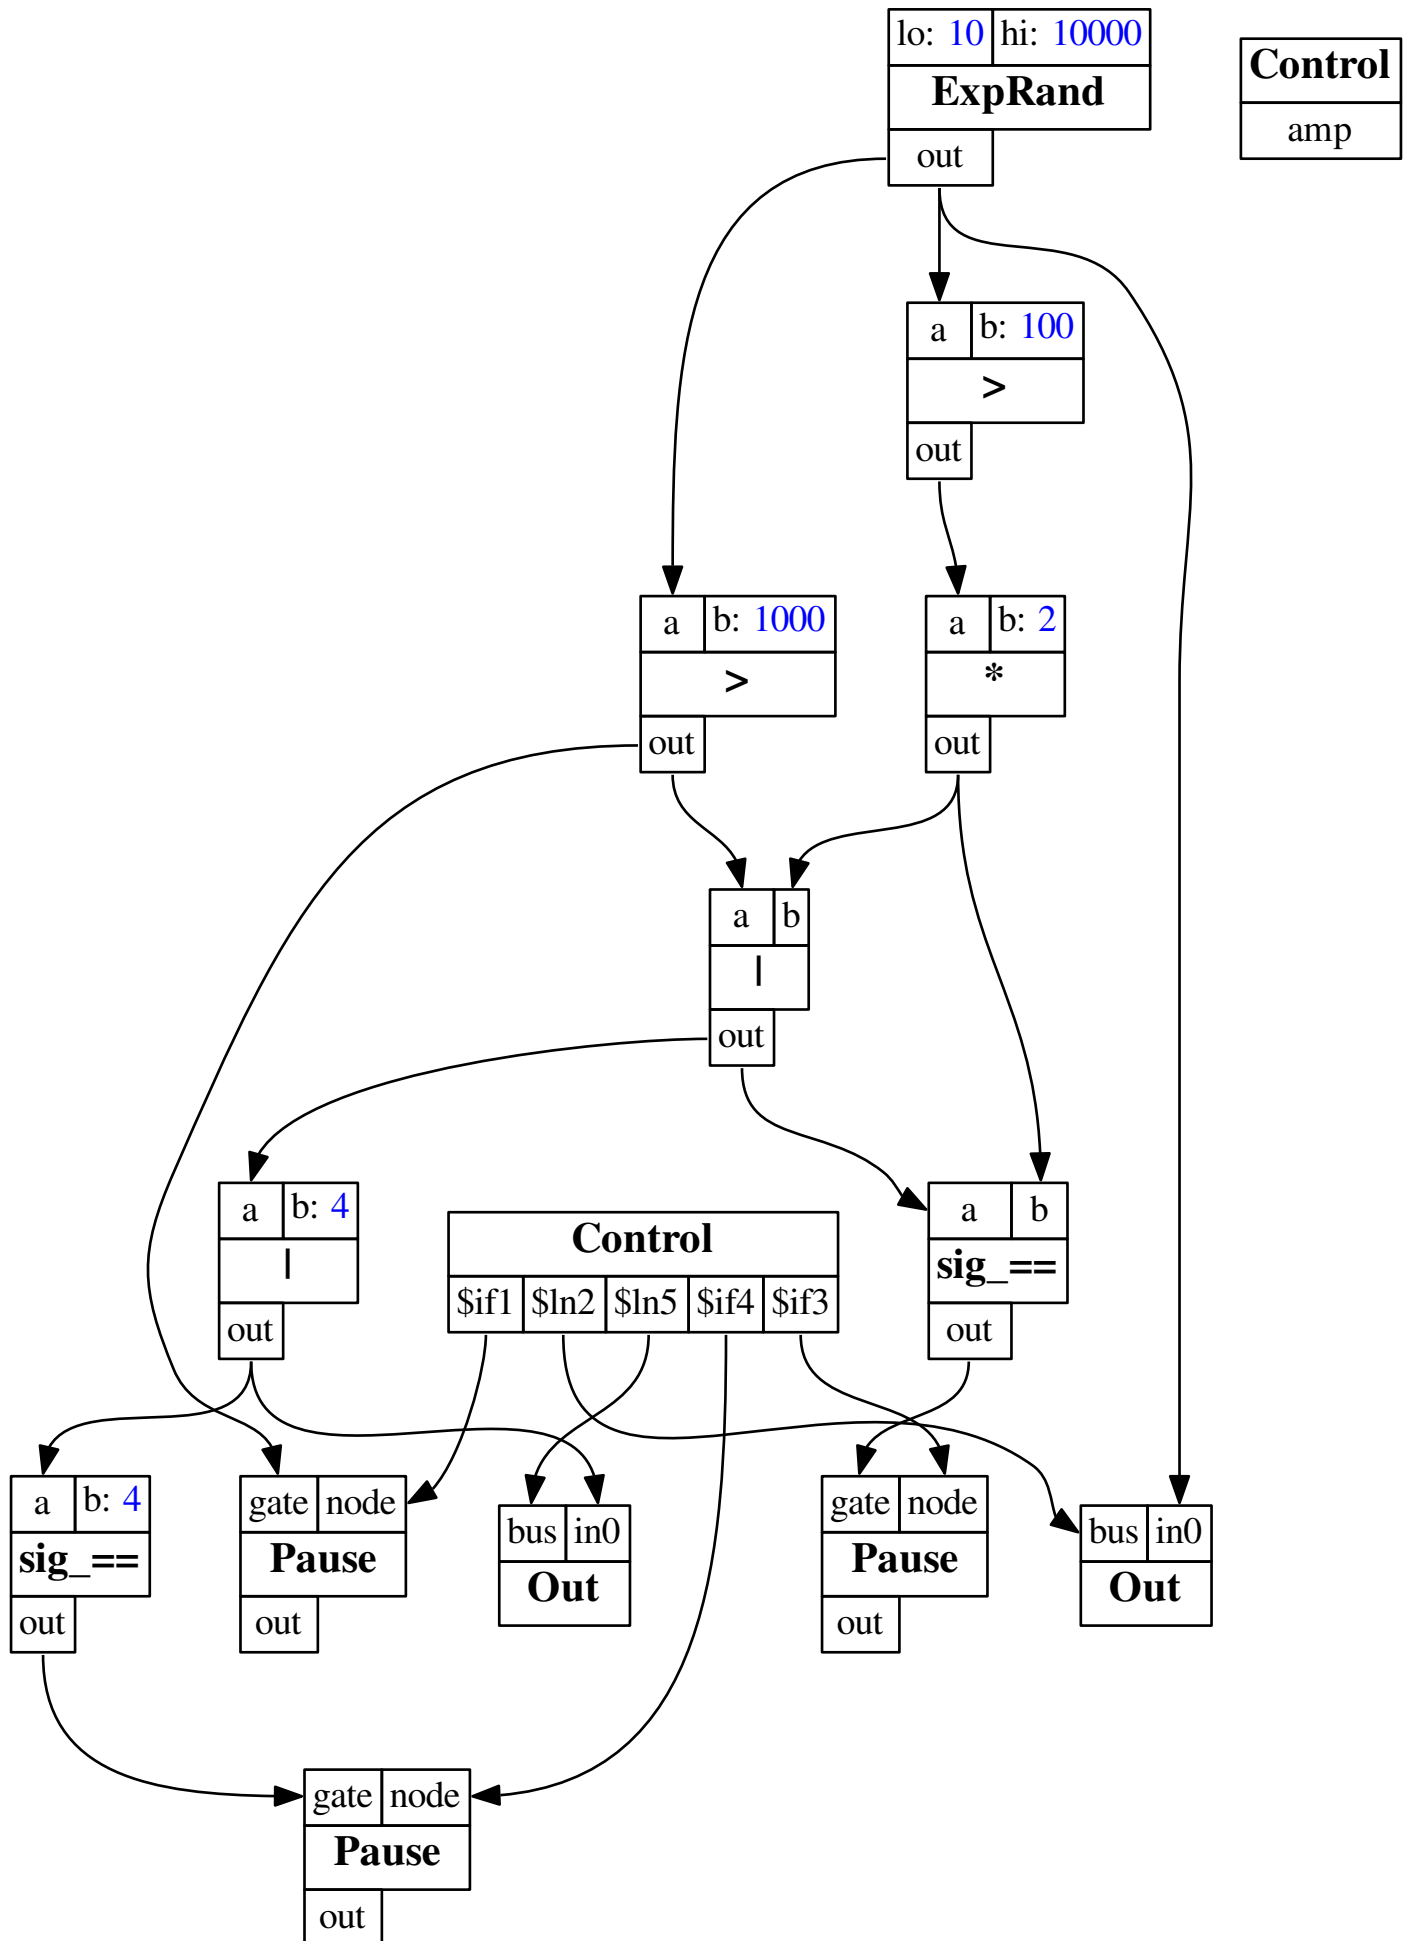 lo: 10 hi: 10000
ExpRand
out
Control
amp
a b: 100
>
out
a b: 1000
>
out
a b: 2
*
out
a b
|
out
a b: 4
|
out
Control
$if1 $ln2 $ln5 $if4 $if3
a b
sig_==
out
a b: 4
sig_==
out
gate node
Pause
out
bus in0
Out
gate node
Pause
out
bus in0
Out
gate node
Pause
out